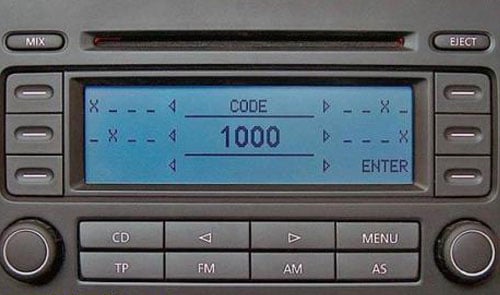 MIX EJECT
X _ _ _ ◁ CODE ▷ _ _ X _
_ X _ _ ◁ 1000 ▷ _ _ _ X
◁ ▷ ENTER
CD ◁ ▷ MENU
TP FM AM AS